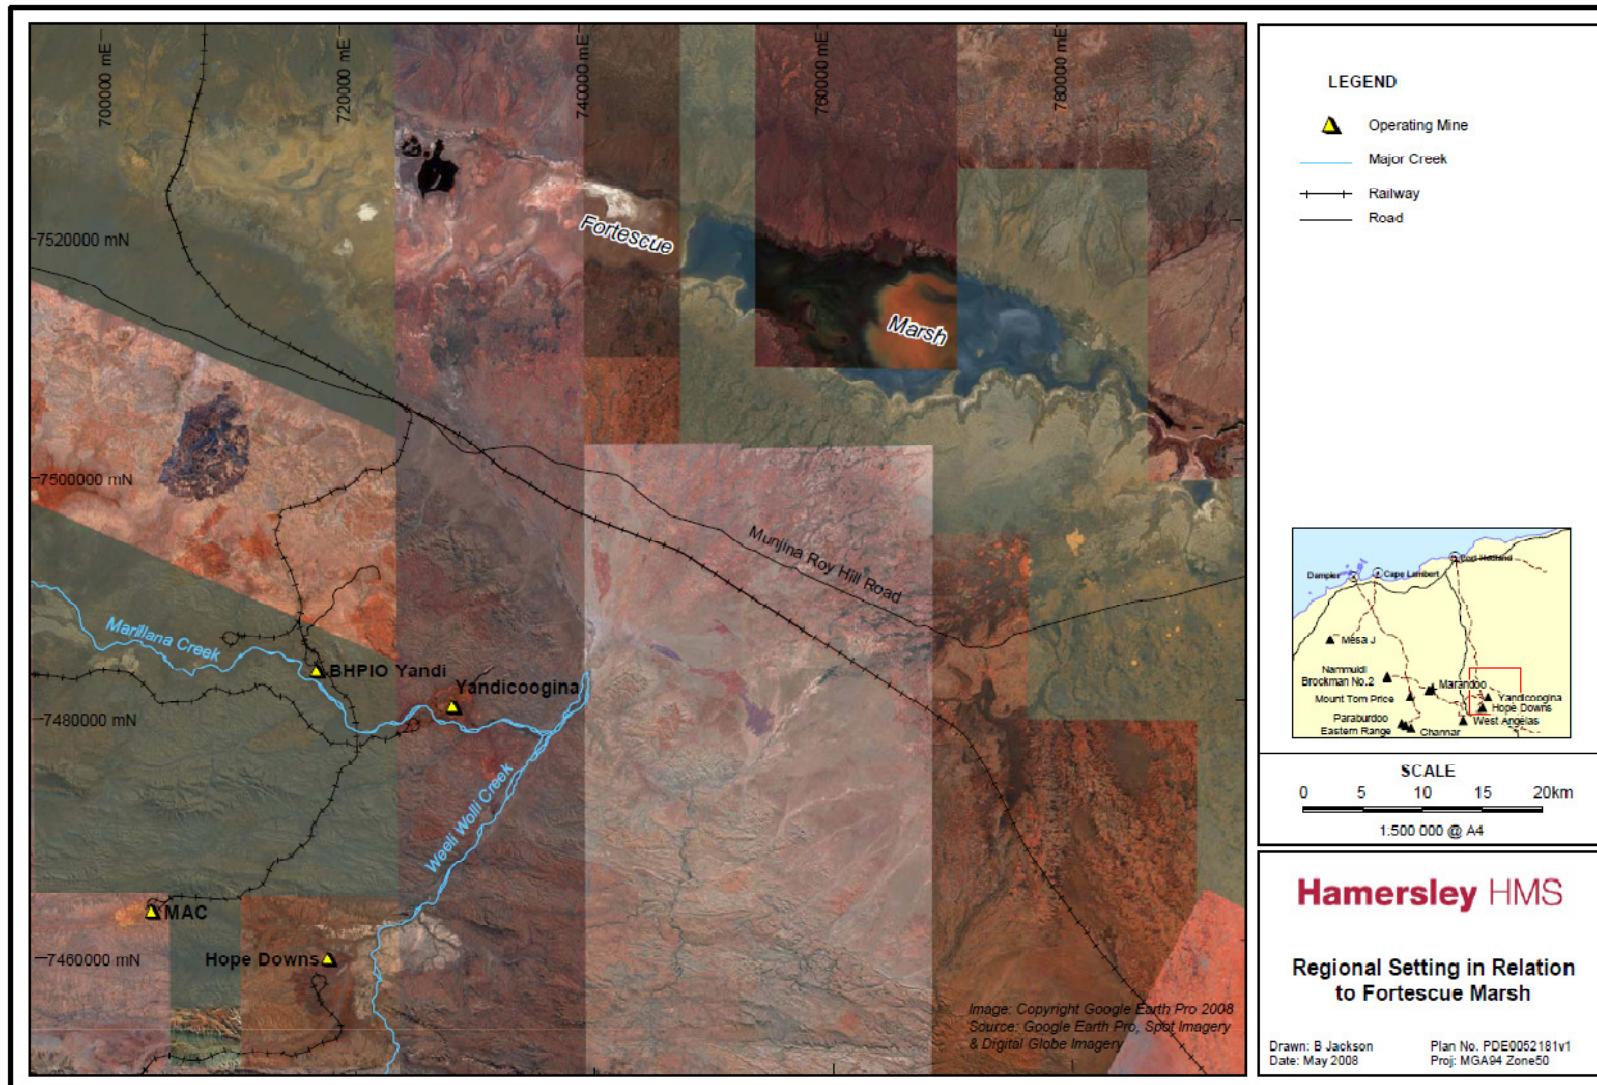 700000 mE
720000 mE
740000 mE
760000 mE
780000 mE
7520000 mN
7500000 mN
7480000 mN
7460000 mN
Fortescue
Marsh
Munjina Roy Hill Road
Marillana Creek
BHPIO Yandi
Yandicoogina
Weeli Wolli Creek
MAC
Hope Downs
Image: Copyright Google Earth Pro 2008
Source: Google Earth Pro, Spot Imagery
& Digital Globe Imagery
LEGEND
Operating Mine
Major Creek
Railway
Road
Port Hedland
Dampier
Cape Lambert
Mesa J
Nammuldi
Brockman No.2
Marandoo
Mount Tom Price
Yandicoogina
Hope Downs
Paraburdoo
West Angelas
Eastern Range
Channar
SCALE
0 5 10 15 20km
1:500 000 @ A4
Hamersley HMS
Regional Setting in Relation
to Fortescue Marsh
Drawn: B Jackson
Plan No. PDE0052181v1
Date: May 2008
Proj: MGA94 Zone50